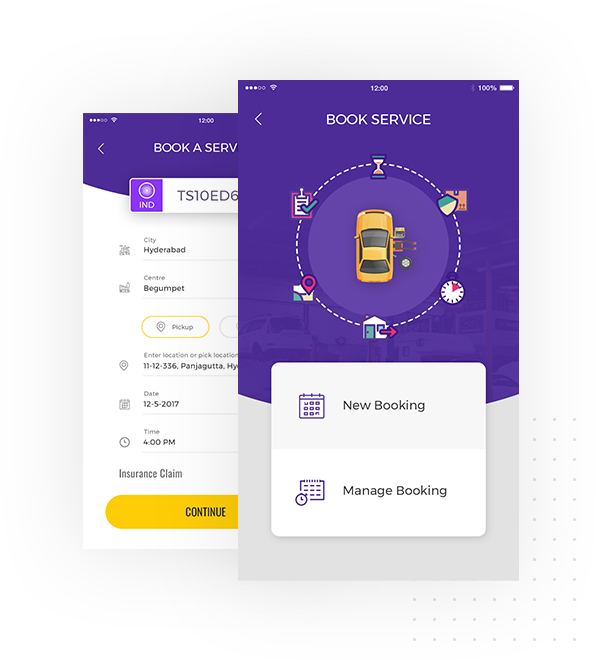 12:00
BOOK A SERV
IND
TS10ED6
City
Hyderabad
Centre
Begumpet
Pickup
Enter location or pick location
11-12-336, Panjagutta, Hy
Date
12-5-2017
Time
4:00 PM
Insurance Claim
CONTINUE
12:00
100%
BOOK SERVICE
New Booking
Manage Booking